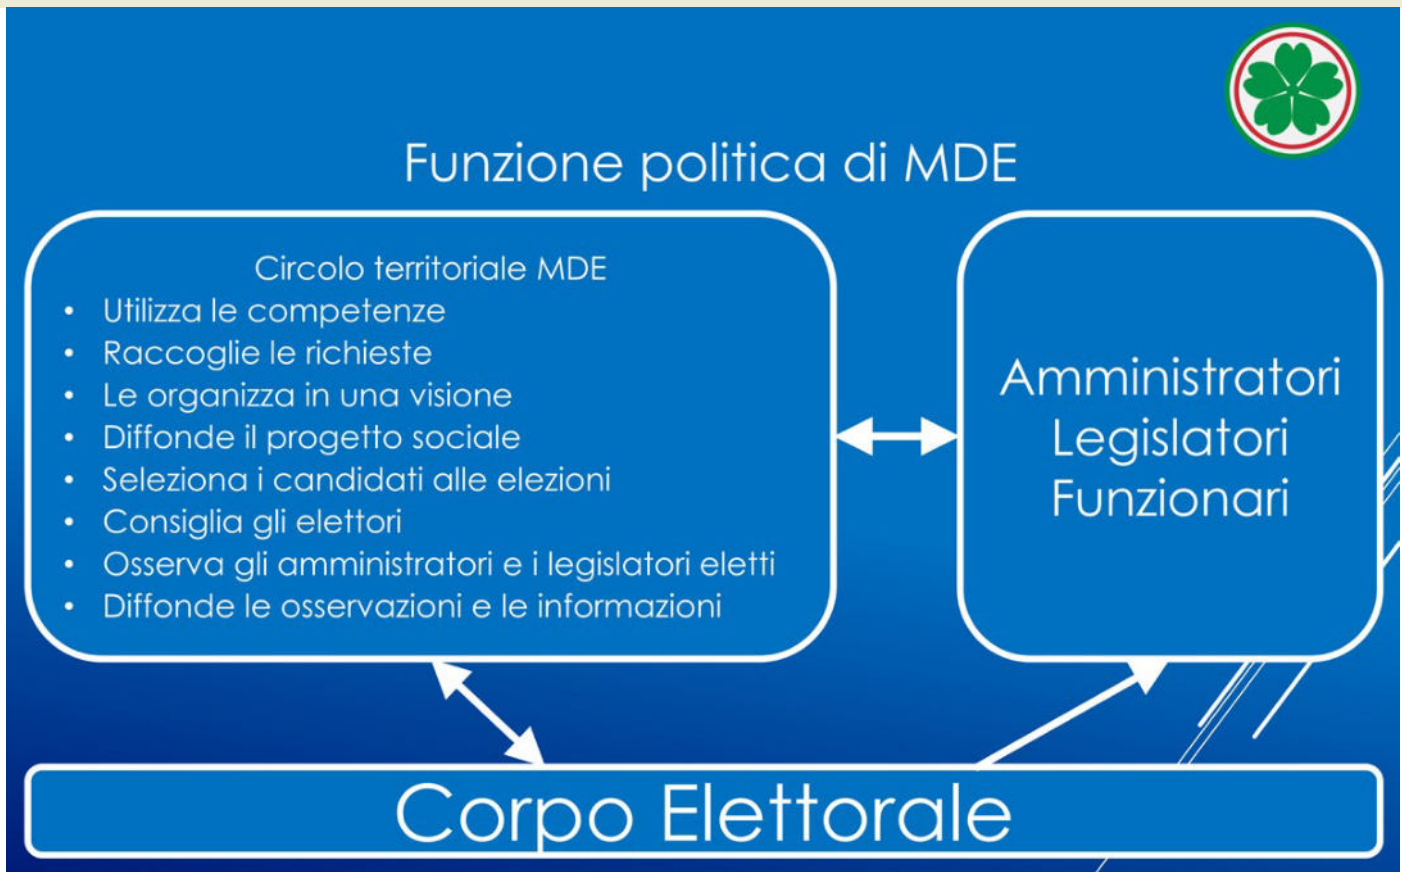 Funzione politica di MDE
Circolo territoriale MDE
• Utilizza le competenze
• Raccoglie le richieste
• Le organizza in una visione
• Diffonde il progetto sociale
• Seleziona i candidati alle elezioni
• Consiglia gli elettori
• Osserva gli amministratori e i legislatori eletti
• Diffonde le osservazioni e le informazioni
Amministratori
Legislatori
Funzionari
Corpo Elettorale